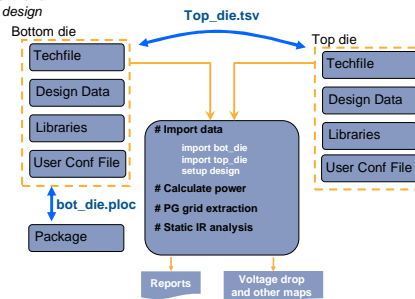 design
Top_die.tsv
Bottom die
Top die
Techfile
Design Data
Libraries
User Conf File
Techfile
Design Data
Libraries
User Conf File
# Import data
import bot_die
import top_die
setup design
# Calculate power
# PG grid extraction
# Static IR analysis
bot_die.ploc
Package
Reports
Voltage drop
and other maps